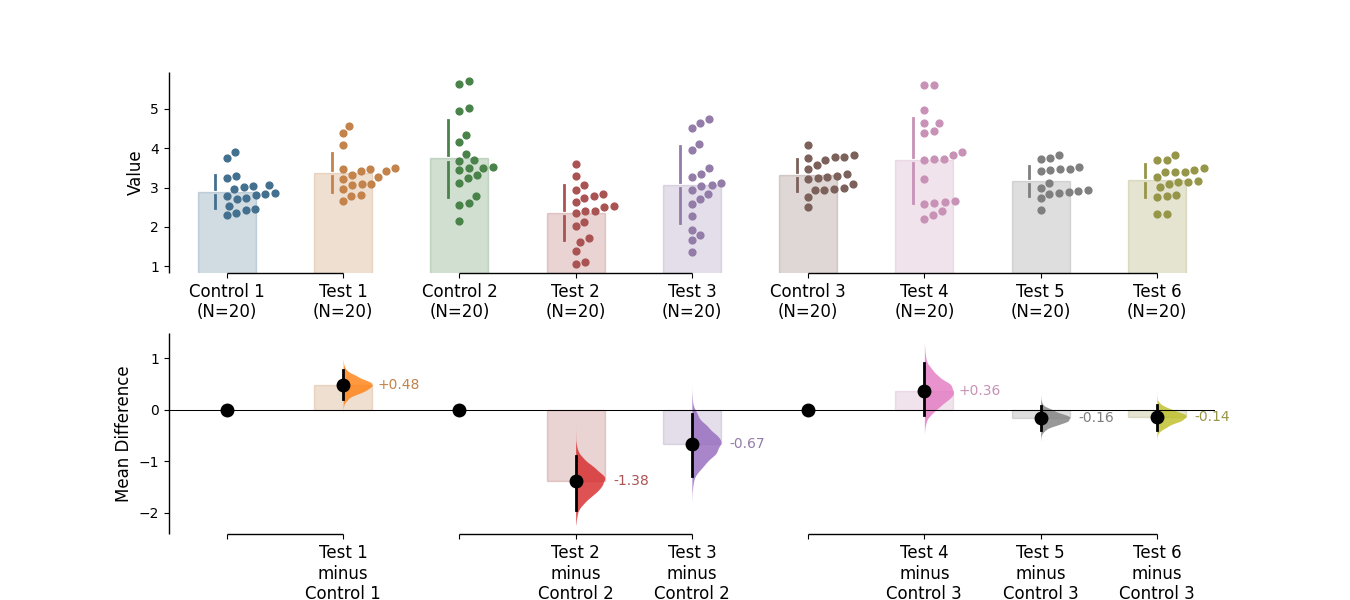 Value
5
4
3
2
1
Control 1 Test 1 Control 2 Test 2 Test 3 Control 3 Test 4 Test 5 Test 6
(N=20) (N=20) (N=20) (N=20) (N=20) (N=20) (N=20) (N=20) (N=20)
Mean Difference
1
0
−1
−2
+0.48
-1.38
-0.67
+0.36
-0.16
-0.14
Test 1 Test 2 Test 3 Test 4 Test 5 Test 6
minus minus minus minus minus minus
Control 1 Control 2 Control 2 Control 3 Control 3 Control 3